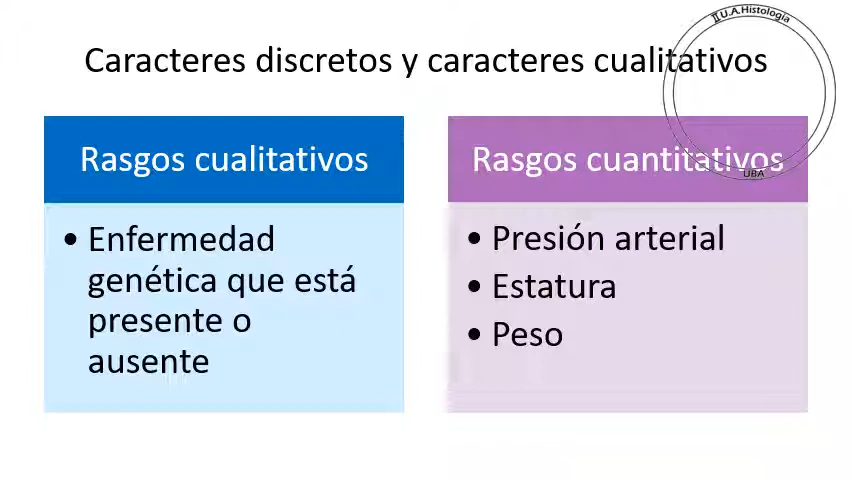 II U.A.Histología
Caracteres discretos y caracteres cualitativos
Rasgos cualitativos
• Enfermedad
genética que está
presente o
ausente
Rasgos cuantitativos
UBA
• Presión arterial
• Estatura
• Peso